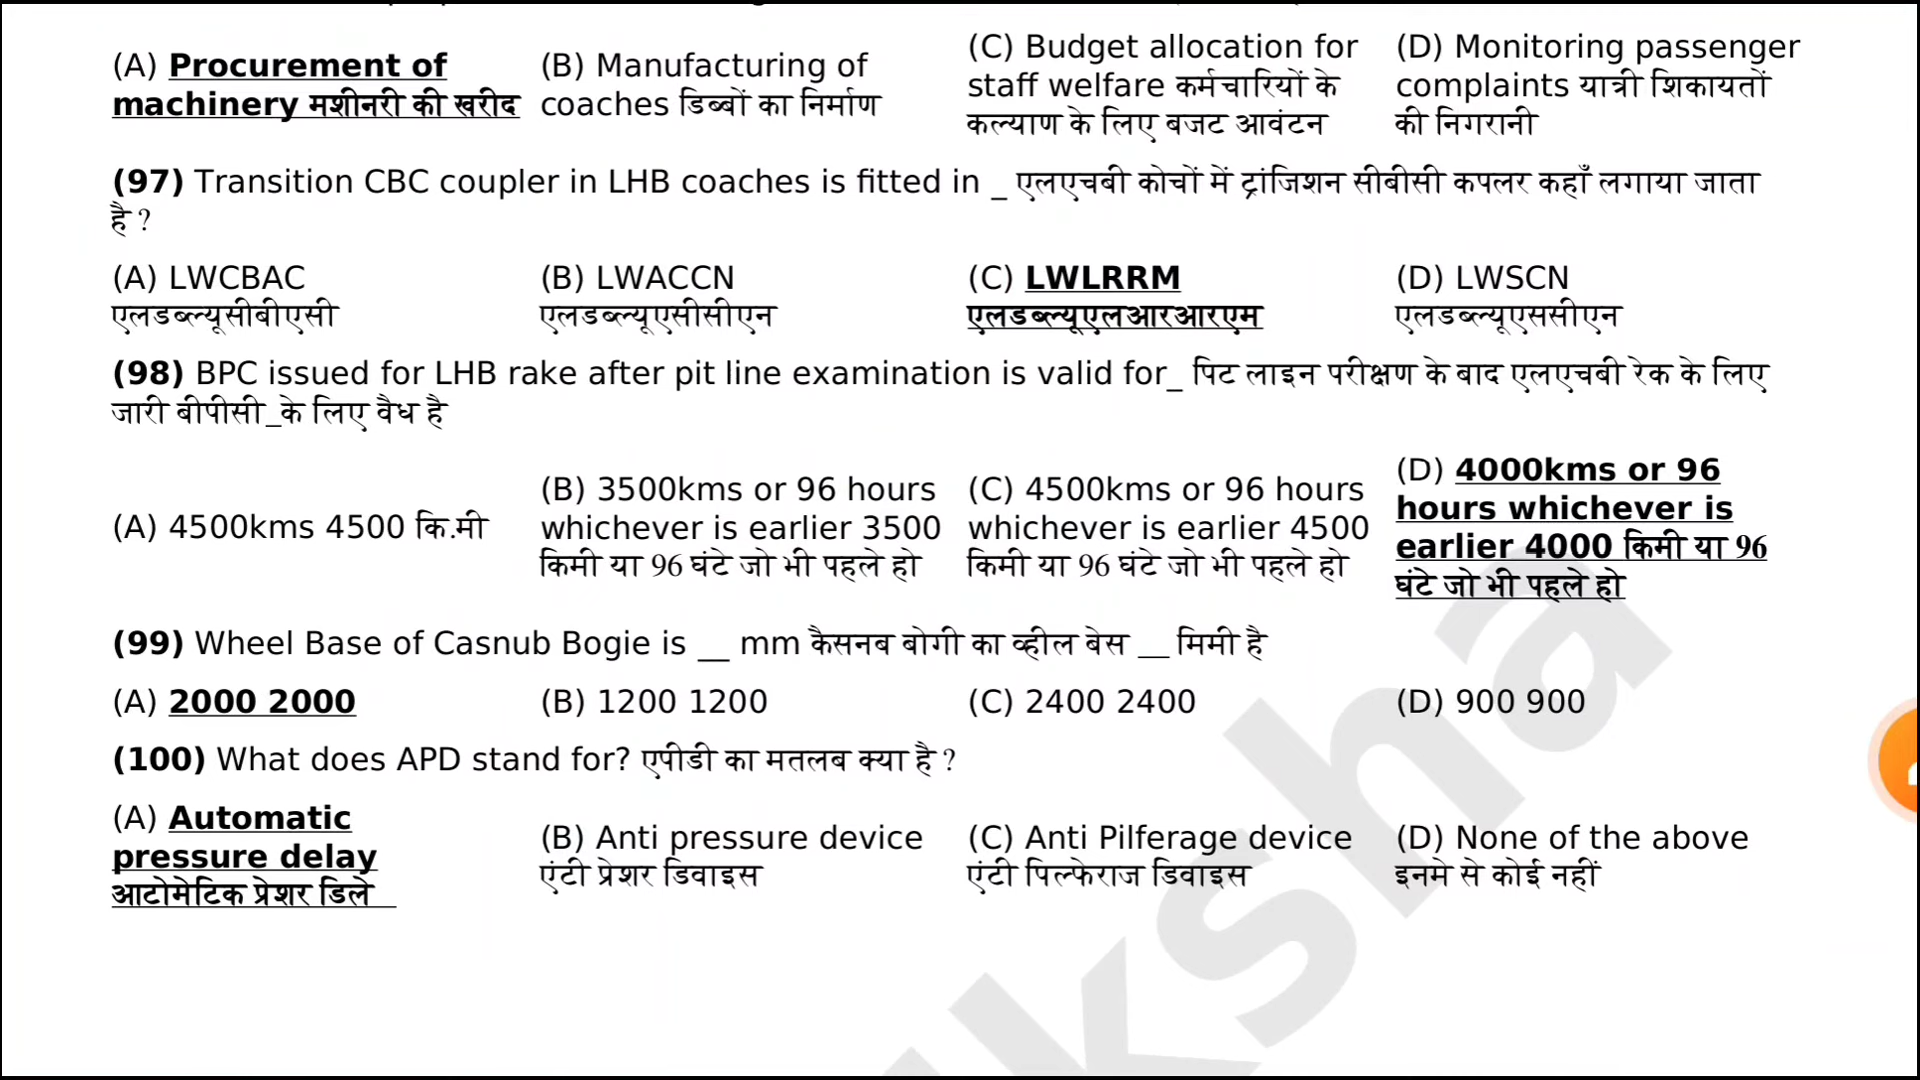 (A) Procurement of machinery मशीनरी की खरीद
(B) Manufacturing of coaches डिब्बों का निर्माण
(C) Budget allocation for staff welfare कर्मचारियों के कल्याण के लिए बजट आवंटन
(D) Monitoring passenger complaints यात्री शिकायतों की निगरानी
(97) Transition CBC coupler in LHB coaches is fitted in _ एलएचबी कोचों में ट्रांजिशन सीबीसी कपलर कहाँ लगाया जाता
है ?
(A) LWCBAC
एलडब्ल्यूसीबीएसी
(B) LWACCN
एलडब्ल्यूएसीसीएन
(C) LWLRRM
एलडब्ल्यूएलआरआरएम
(D) LWSCN
एलडब्ल्यूएससीएन
(98) BPC issued for LHB rake after pit line examination is valid for_ पिट लाइन परीक्षण के बाद एलएचबी रेक के लिए
जारी बीपीसी_के लिए वैध है
(A) 4500kms 4500 कि.मी
(B) 3500kms or 96 hours
whichever is earlier 3500
किमी या 96 घंटे जो भी पहले हो
(C) 4500kms or 96 hours
whichever is earlier 4500
किमी या 96 घंटे जो भी पहले हो
(D) 4000kms or 96
hours whichever is
earlier 4000 किमी या 96
घंटे जो भी पहले हो
(99) Wheel Base of Casnub Bogie is __ mm कैसनब बोगी का व्हील बेस __ मिमी है
(A) 2000 2000
(B) 1200 1200
(C) 2400 2400
(D) 900 900
(100) What does APD stand for? एपीडी का मतलब क्या है ?
(A) Automatic
pressure delay
आटोमेटिक प्रेशर डिले
(B) Anti pressure device
एंटी प्रेशर डिवाइस
(C) Anti Pilferage device
एंटी पिल्फेराज डिवाइस
(D) None of the above
इनमे से कोई नहीं
ksha